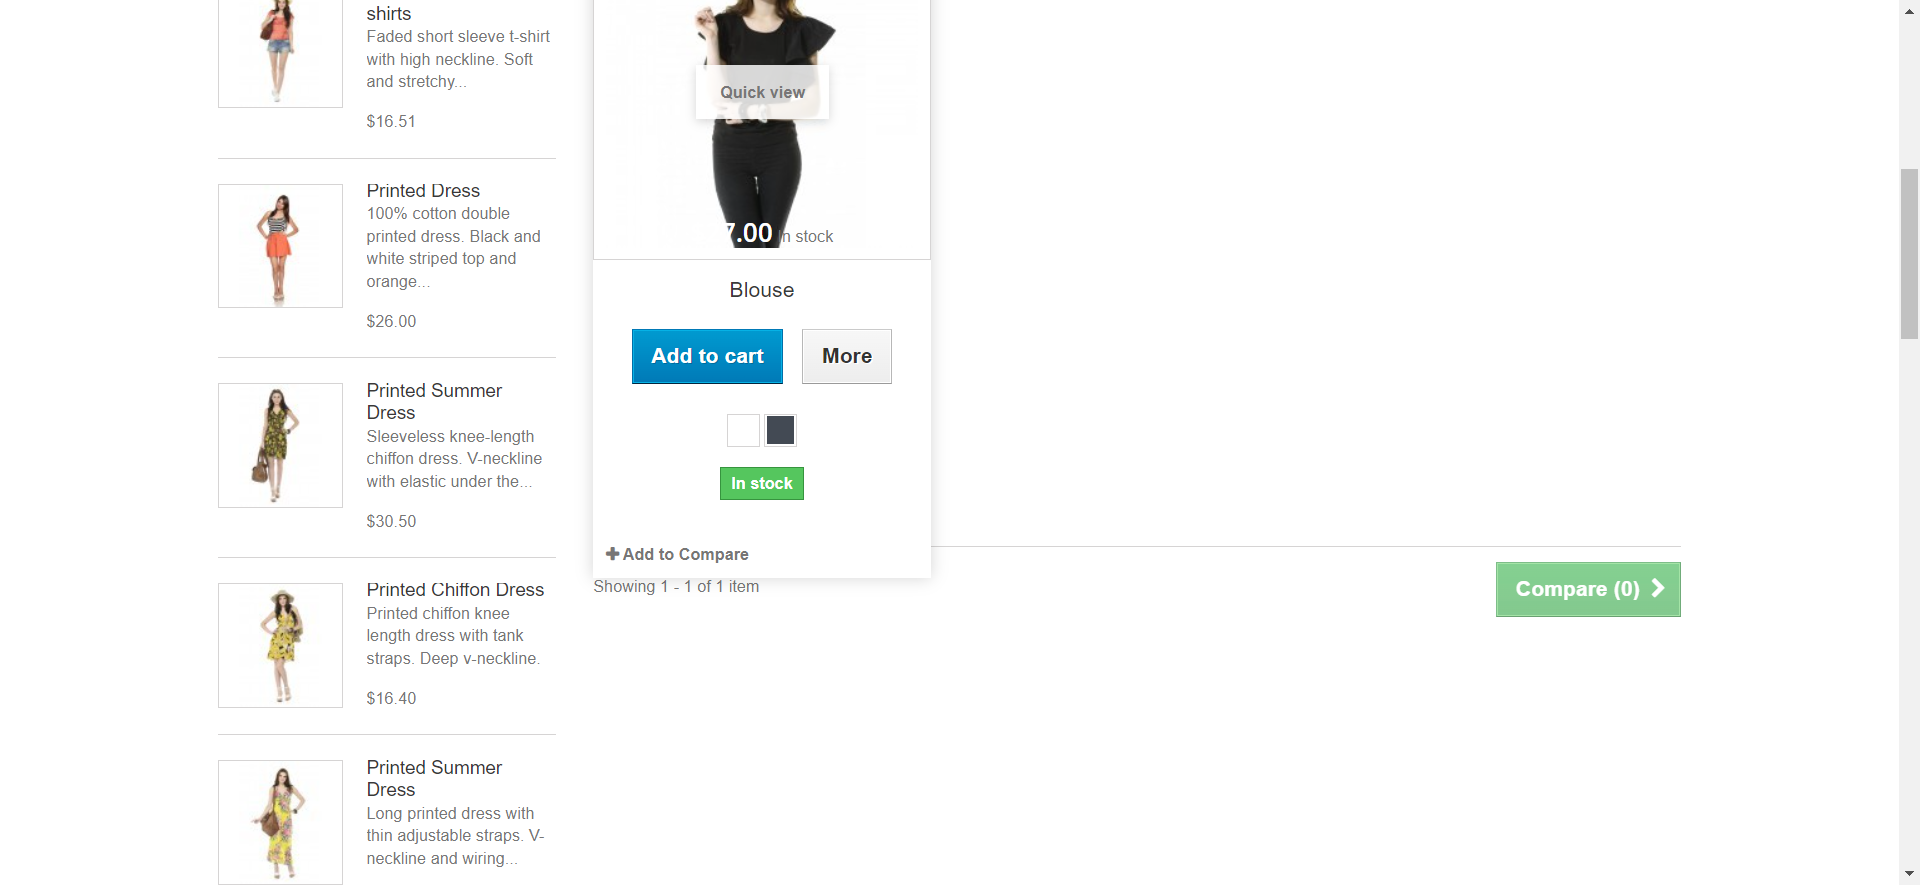 shirts
Faded short sleeve t-shirt
with high neckline. Soft
and stretchy...
$16.51
Printed Dress
100% cotton double
printed dress. Black and
white striped top and
orange...
$26.00
Printed Summer
Dress
Sleeveless knee-length
chiffon dress. V-neckline
with elastic under the...
$30.50
Printed Chiffon Dress
Printed chiffon knee
length dress with tank
straps. Deep v-neckline.
$16.40
Printed Summer
Dress
Long printed dress with
thin adjustable straps. V-
neckline and wiring...
Quick view
7.00 In stock
Blouse
Add to cart
More
In stock
Add to Compare
Showing 1 - 1 of 1 item
Compare (0)